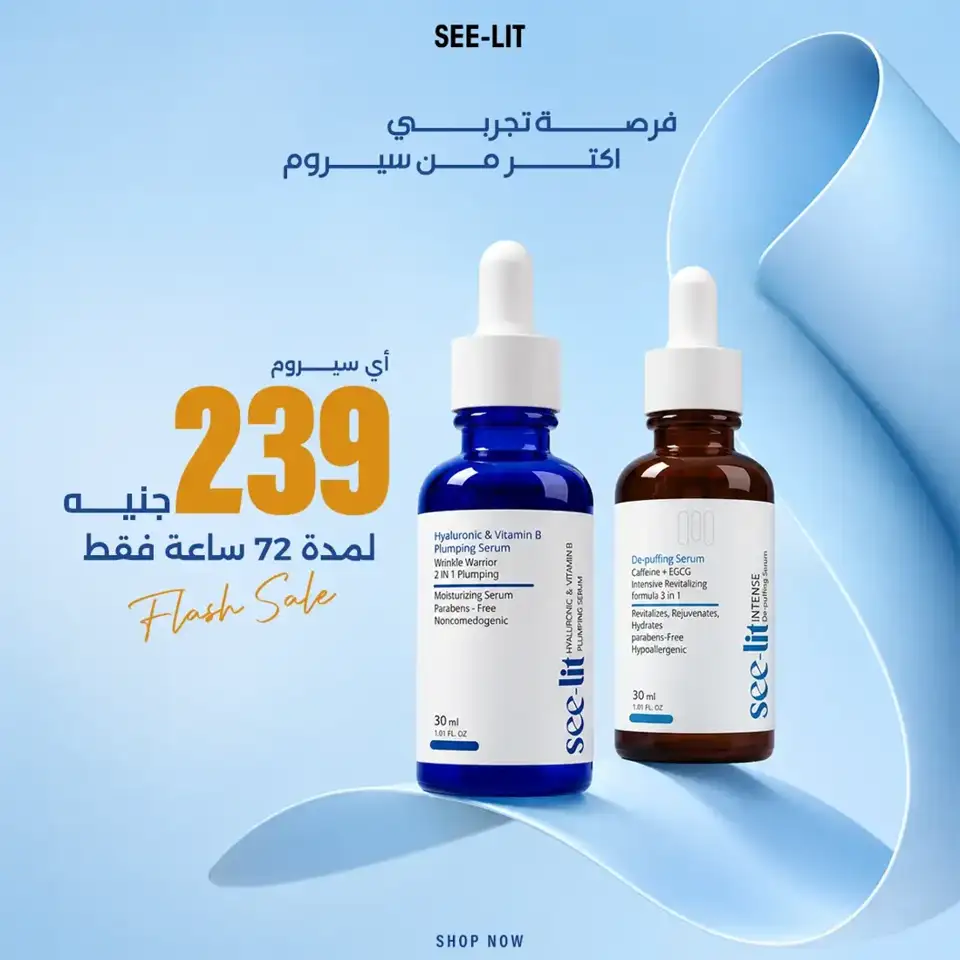 SEE-LIT
فرصة تجربي
اكتر من سيروم
أي سيروم
239 جنيه
لمدة 72 ساعة فقط
Flash Sale
Hyaluronic & Vitamin B
Plumping Serum
Wrinkle Warrior
2 IN 1 Plumping
Moisturizing Serum
Parabens - Free
Noncomedogenic
30 ml
1.01 FL. OZ
see-lit
HYALURONIC & VITAMIN B
PLUMPING SERUM
De-puffing Serum
Caffeine + EGCG
Intensive Revitalizing
formula 3 in 1
Revitalizes, Rejuvenates,
Hydrates
parabens-Free
Hypoallergenic
30 ml
1.01 FL. OZ
see-lit INTENSE
De-puffing Serum
SHOP NOW